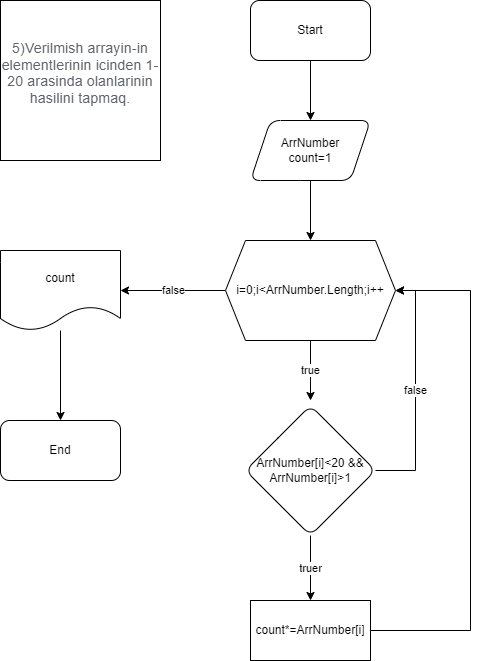 5)Verilmish arrayin-in
elementlerinin icinden 1-
20 arasinda olanlarinin
hasilini tapmaq.
Start
ArrNumber
count=1
i=0;i<ArrNumber.Length;i++
false
count
End
true
false
ArrNumber[i]<20 &&
ArrNumber[i]>1
truer
count*=ArrNumber[i]